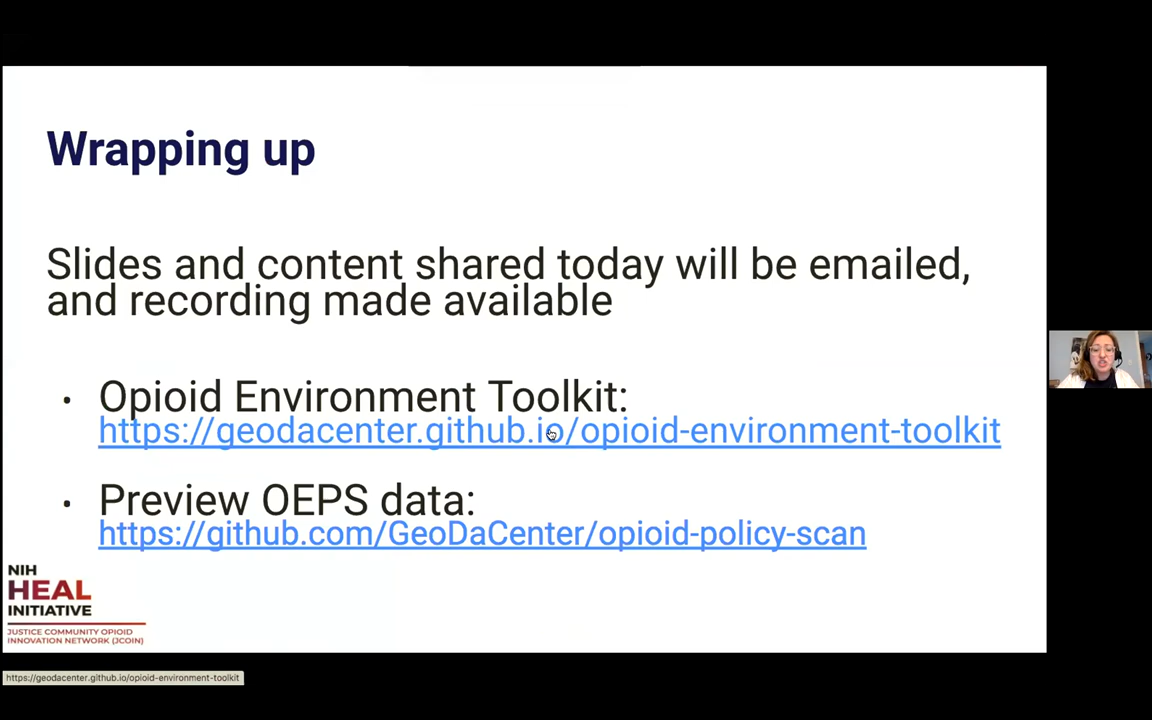 Wrapping up
Slides and content shared today will be emailed,
and recording made available
• Opioid Environment Toolkit:
https://geodacenter.github.io/opioid-environment-toolkit
• Preview OEPS data:
https://github.com/GeoDaCenter/opioid-policy-scan
NIH
HEAL
INITIATIVE
JUSTICE COMMUNITY OPIOID
INNOVATION NETWORK (JCOIN)
https://geodacenter.github.io/opioid-environment-toolkit